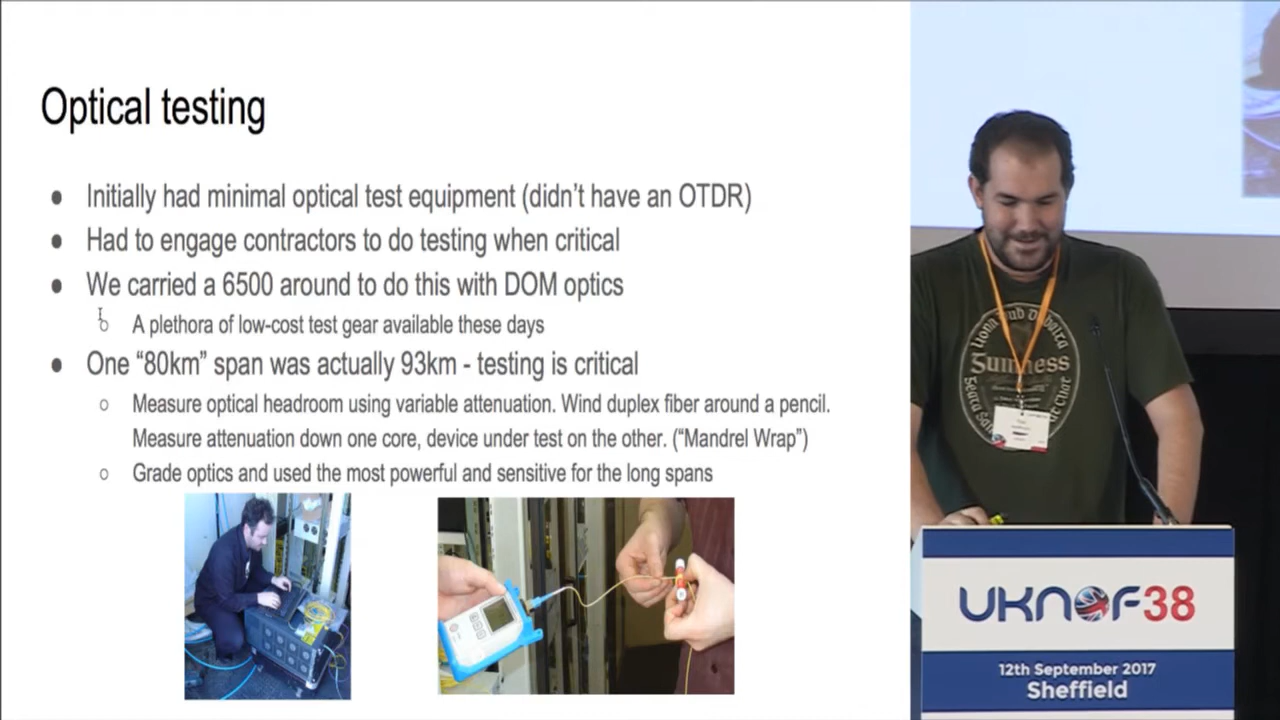 Optical testing
● Initially had minimal optical test equipment (didn't have an OTDR)
● Had to engage contractors to do testing when critical
● We carried a 6500 around to do this with DOM optics
○ A plethora of low-cost test gear available these days
● One “80km” span was actually 93km - testing is critical
○ Measure optical headroom using variable attenuation. Wind duplex fiber around a pencil.
Measure attenuation down one core, device under test on the other. (“Mandrel Wrap”)
○ Grade optics and used the most powerful and sensitive for the long spans
GUINNESS
UKNOF38
12th September 2017
Sheffield